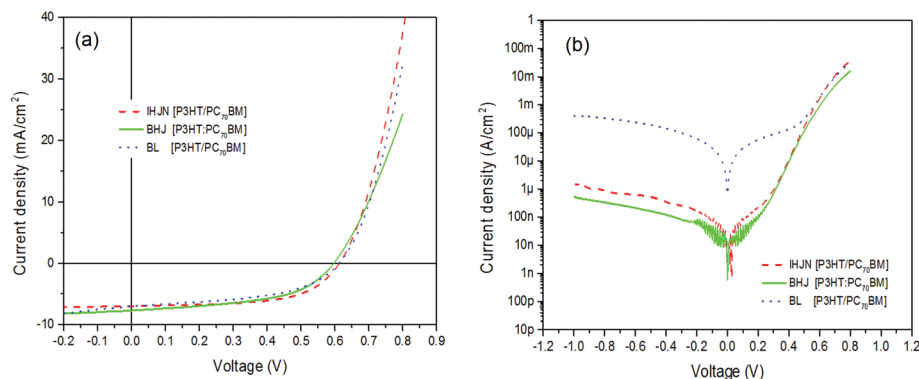 (a)
Current density (mA/cm²)
40
30
20
10
0
-10
-0.2
-0.1
0.0
0.1
0.2
0.3
0.4
0.5
0.6
0.7
0.8
0.9
Voltage (V)
IHJN [P3HT/PC₇₀BM]
BHJ [P3HT:PC₇₀BM]
BL [P3HT/PC₇₀BM]
(b)
Current density (A/cm²)
100
100m
10m
1m
100µ
10µ
1µ
100n
10n
1n
100p
10p
-1.2
-1.0
-0.8
-0.6
-0.4
-0.2
0.0
0.2
0.4
0.6
0.8
1.0
1.2
Voltage (V)
IHJN [P3HT/PC₇₀BM]
BHJ [P3HT:PC₇₀BM]
BL [P3HT/PC₇₀BM]